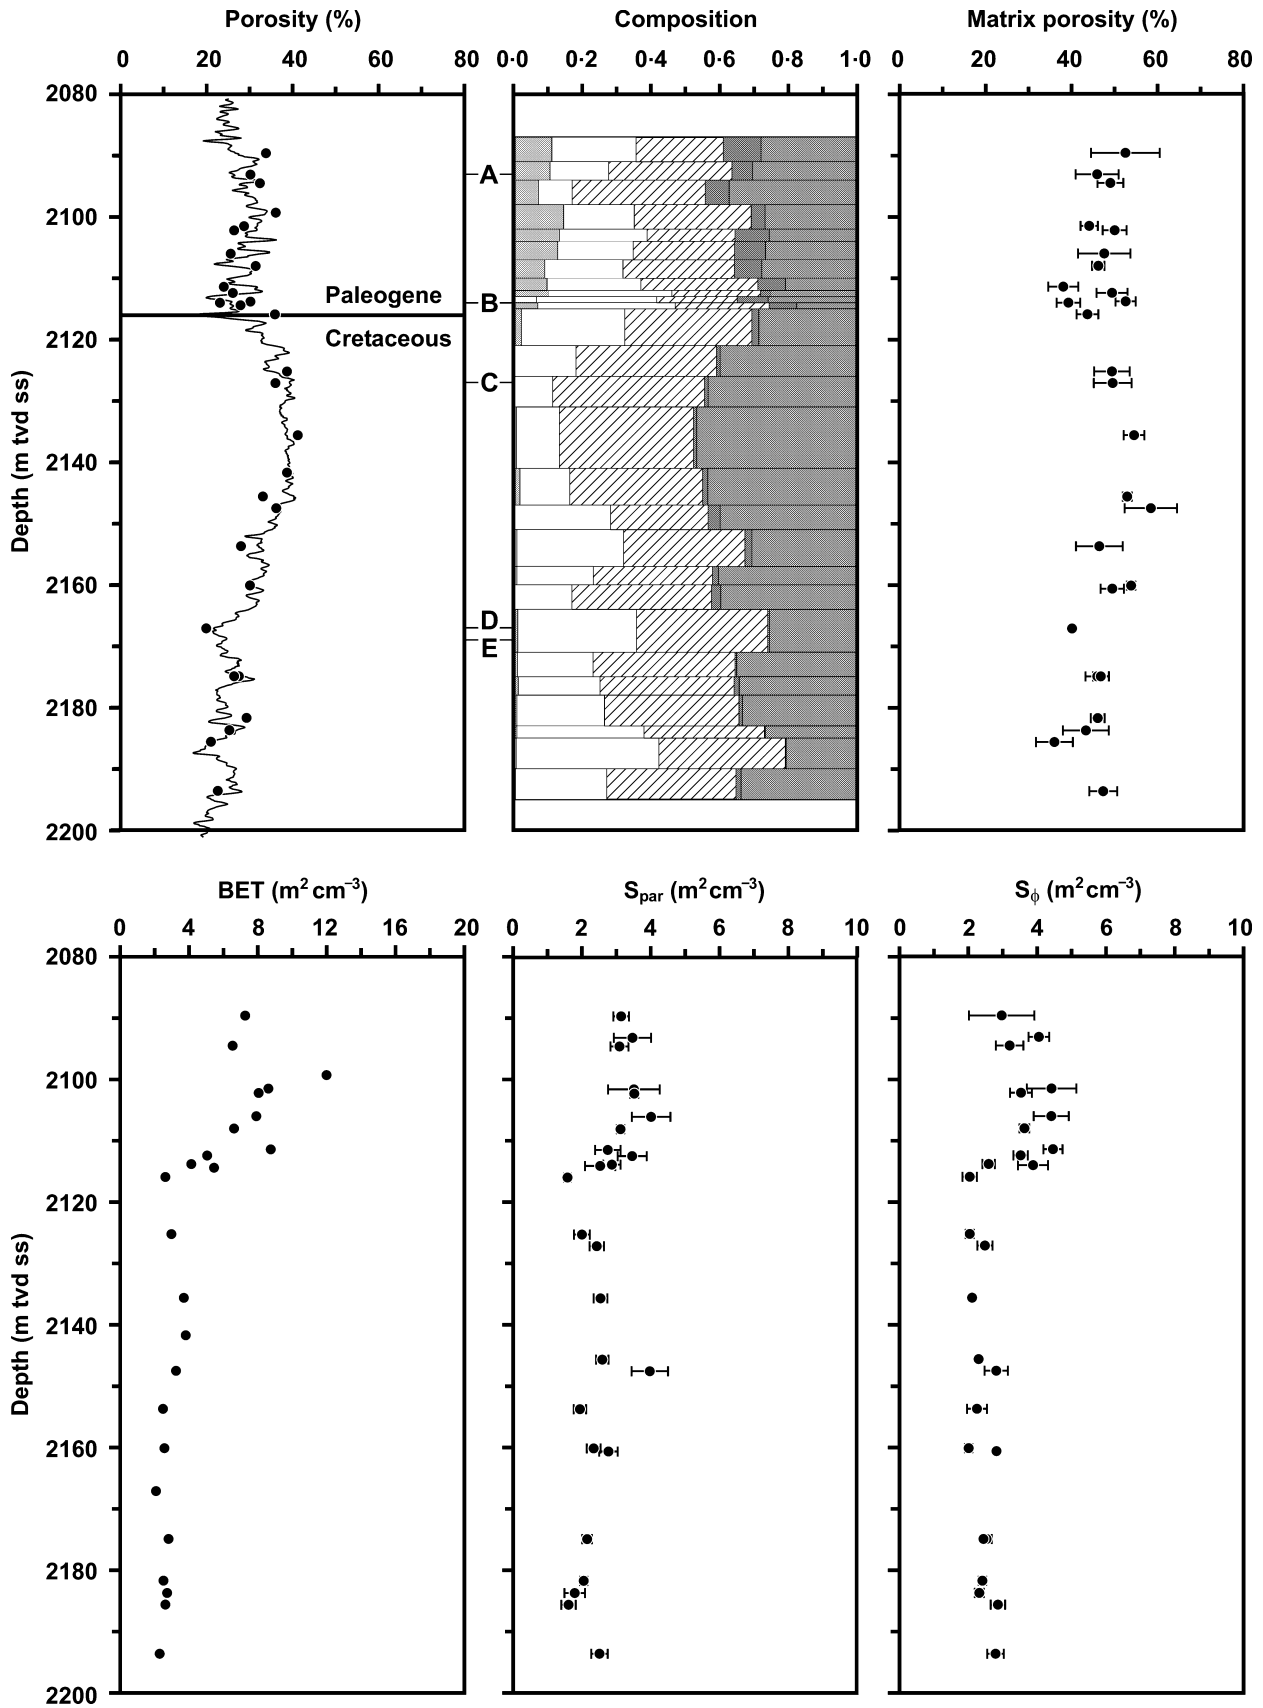 Porosity (%) Composition Matrix porosity (%)
0 20 40 60 80 0·0 0·2 0·4 0·6 0·8 1·0 0 20 40 60 80
2080
A
2100
Paleogene B
Cretaceous
2120
C
2140
2160
D
E
2180
2200
Depth (m tvd ss)
BET (m² cm⁻³) Spar (m² cm⁻³) Sϕ (m² cm⁻³)
0 4 8 12 16 20 0 2 4 6 8 10 0 2 4 6 8 10
2080
2100
2120
2140
2160
2180
2200
Depth (m tvd ss)